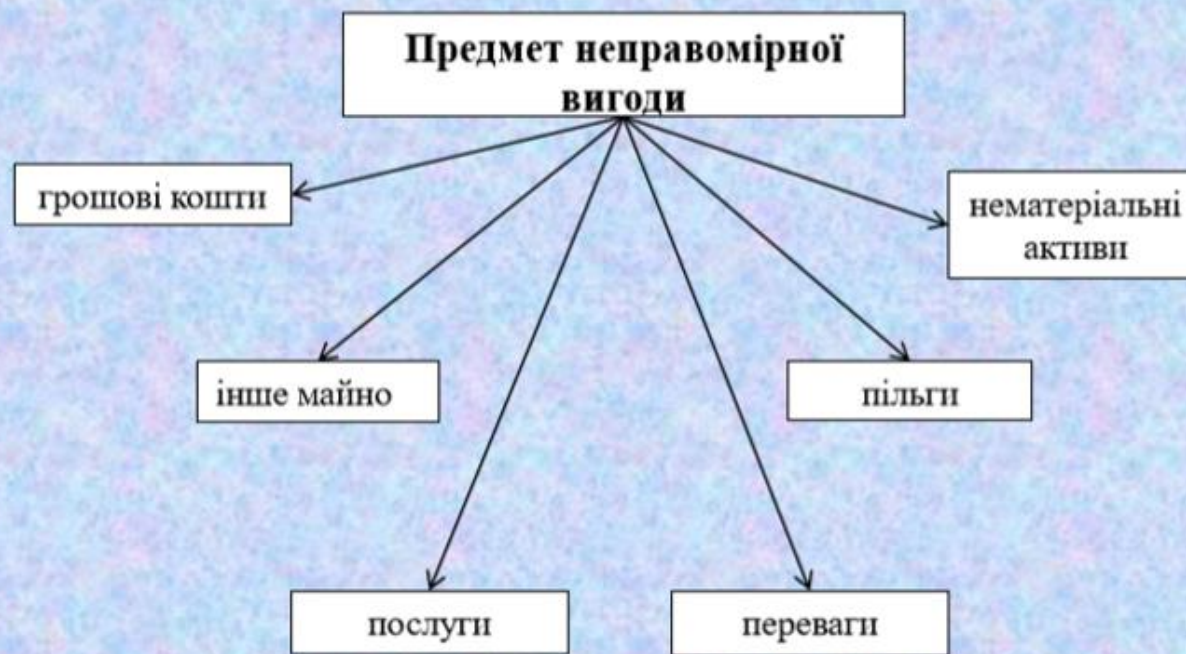 Предмет неправомірної
вигоди
грошові кошти
нематеріальні
активи
інше майно
пільги
послуги
переваги